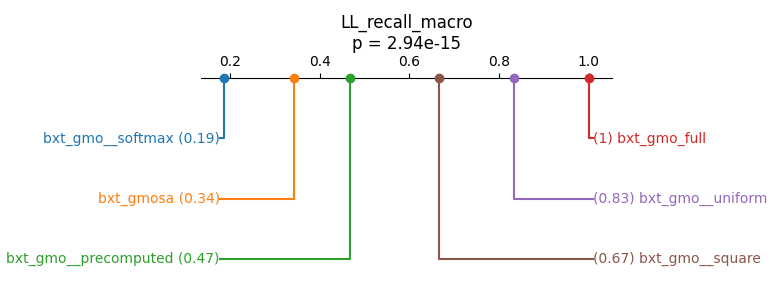 LL_recall_macro
p = 2.94e-15
0.2 0.4 0.6 0.8 1.0
bxt_gmo__softmax (0.19) (1) bxt_gmo_full
bxt_gmosa (0.34) (0.83) bxt_gmo__uniform
bxt_gmo__precomputed (0.47) (0.67) bxt_gmo__square